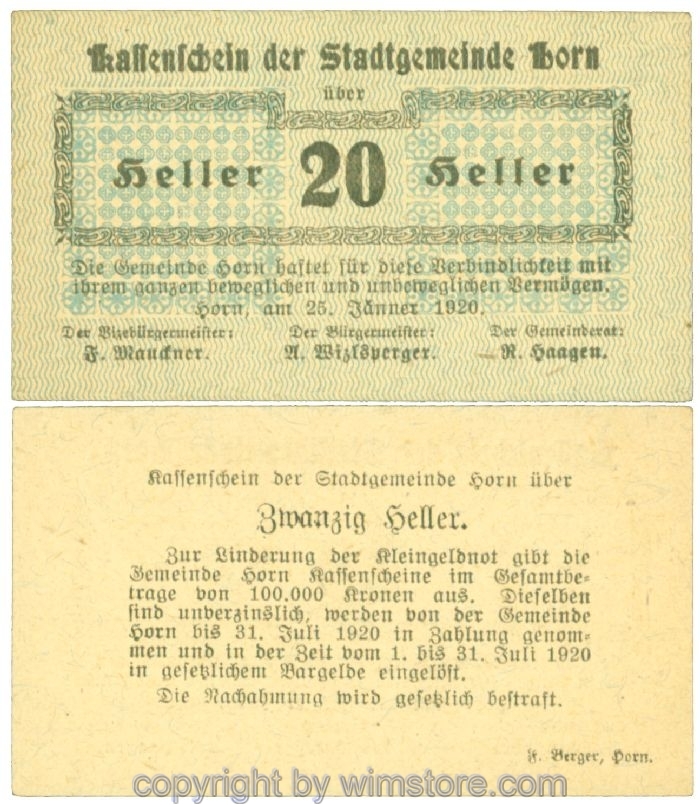 Kassenschein der Stadtgemeinde Horn
über
Heller 20 Heller
Die Gemeinde Horn haftet für diese Verbindlichkeit mit
ihrem ganzen beweglichen und unbeweglichen Vermögen.
Horn, am 25. Jänner 1920.
Der Vizebürgermeister: Der Bürgermeister: Der Gemeinderat:
F. Mauckner. A. Wizlsperger. R. Haagen.
Kassenschein der Stadtgemeinde Horn über
Zwanzig Heller.
Zur Linderung der Kleingeldnot gibt die
Gemeinde Horn Kassenscheine im Gesamtbe-
trage von 100.000 Kronen aus. Dieselben
sind unverzinslich, werden von der Gemeinde
Horn bis 31. Juli 1920 in Zahlung genom-
men und in der Zeit vom 1. bis 31. Juli 1920
in gesetzlichem Bargelde eingelöst.
Die Nachahmung wird gesetzlich bestraft.
F. Berger, Horn.
copyright by wimstore.com